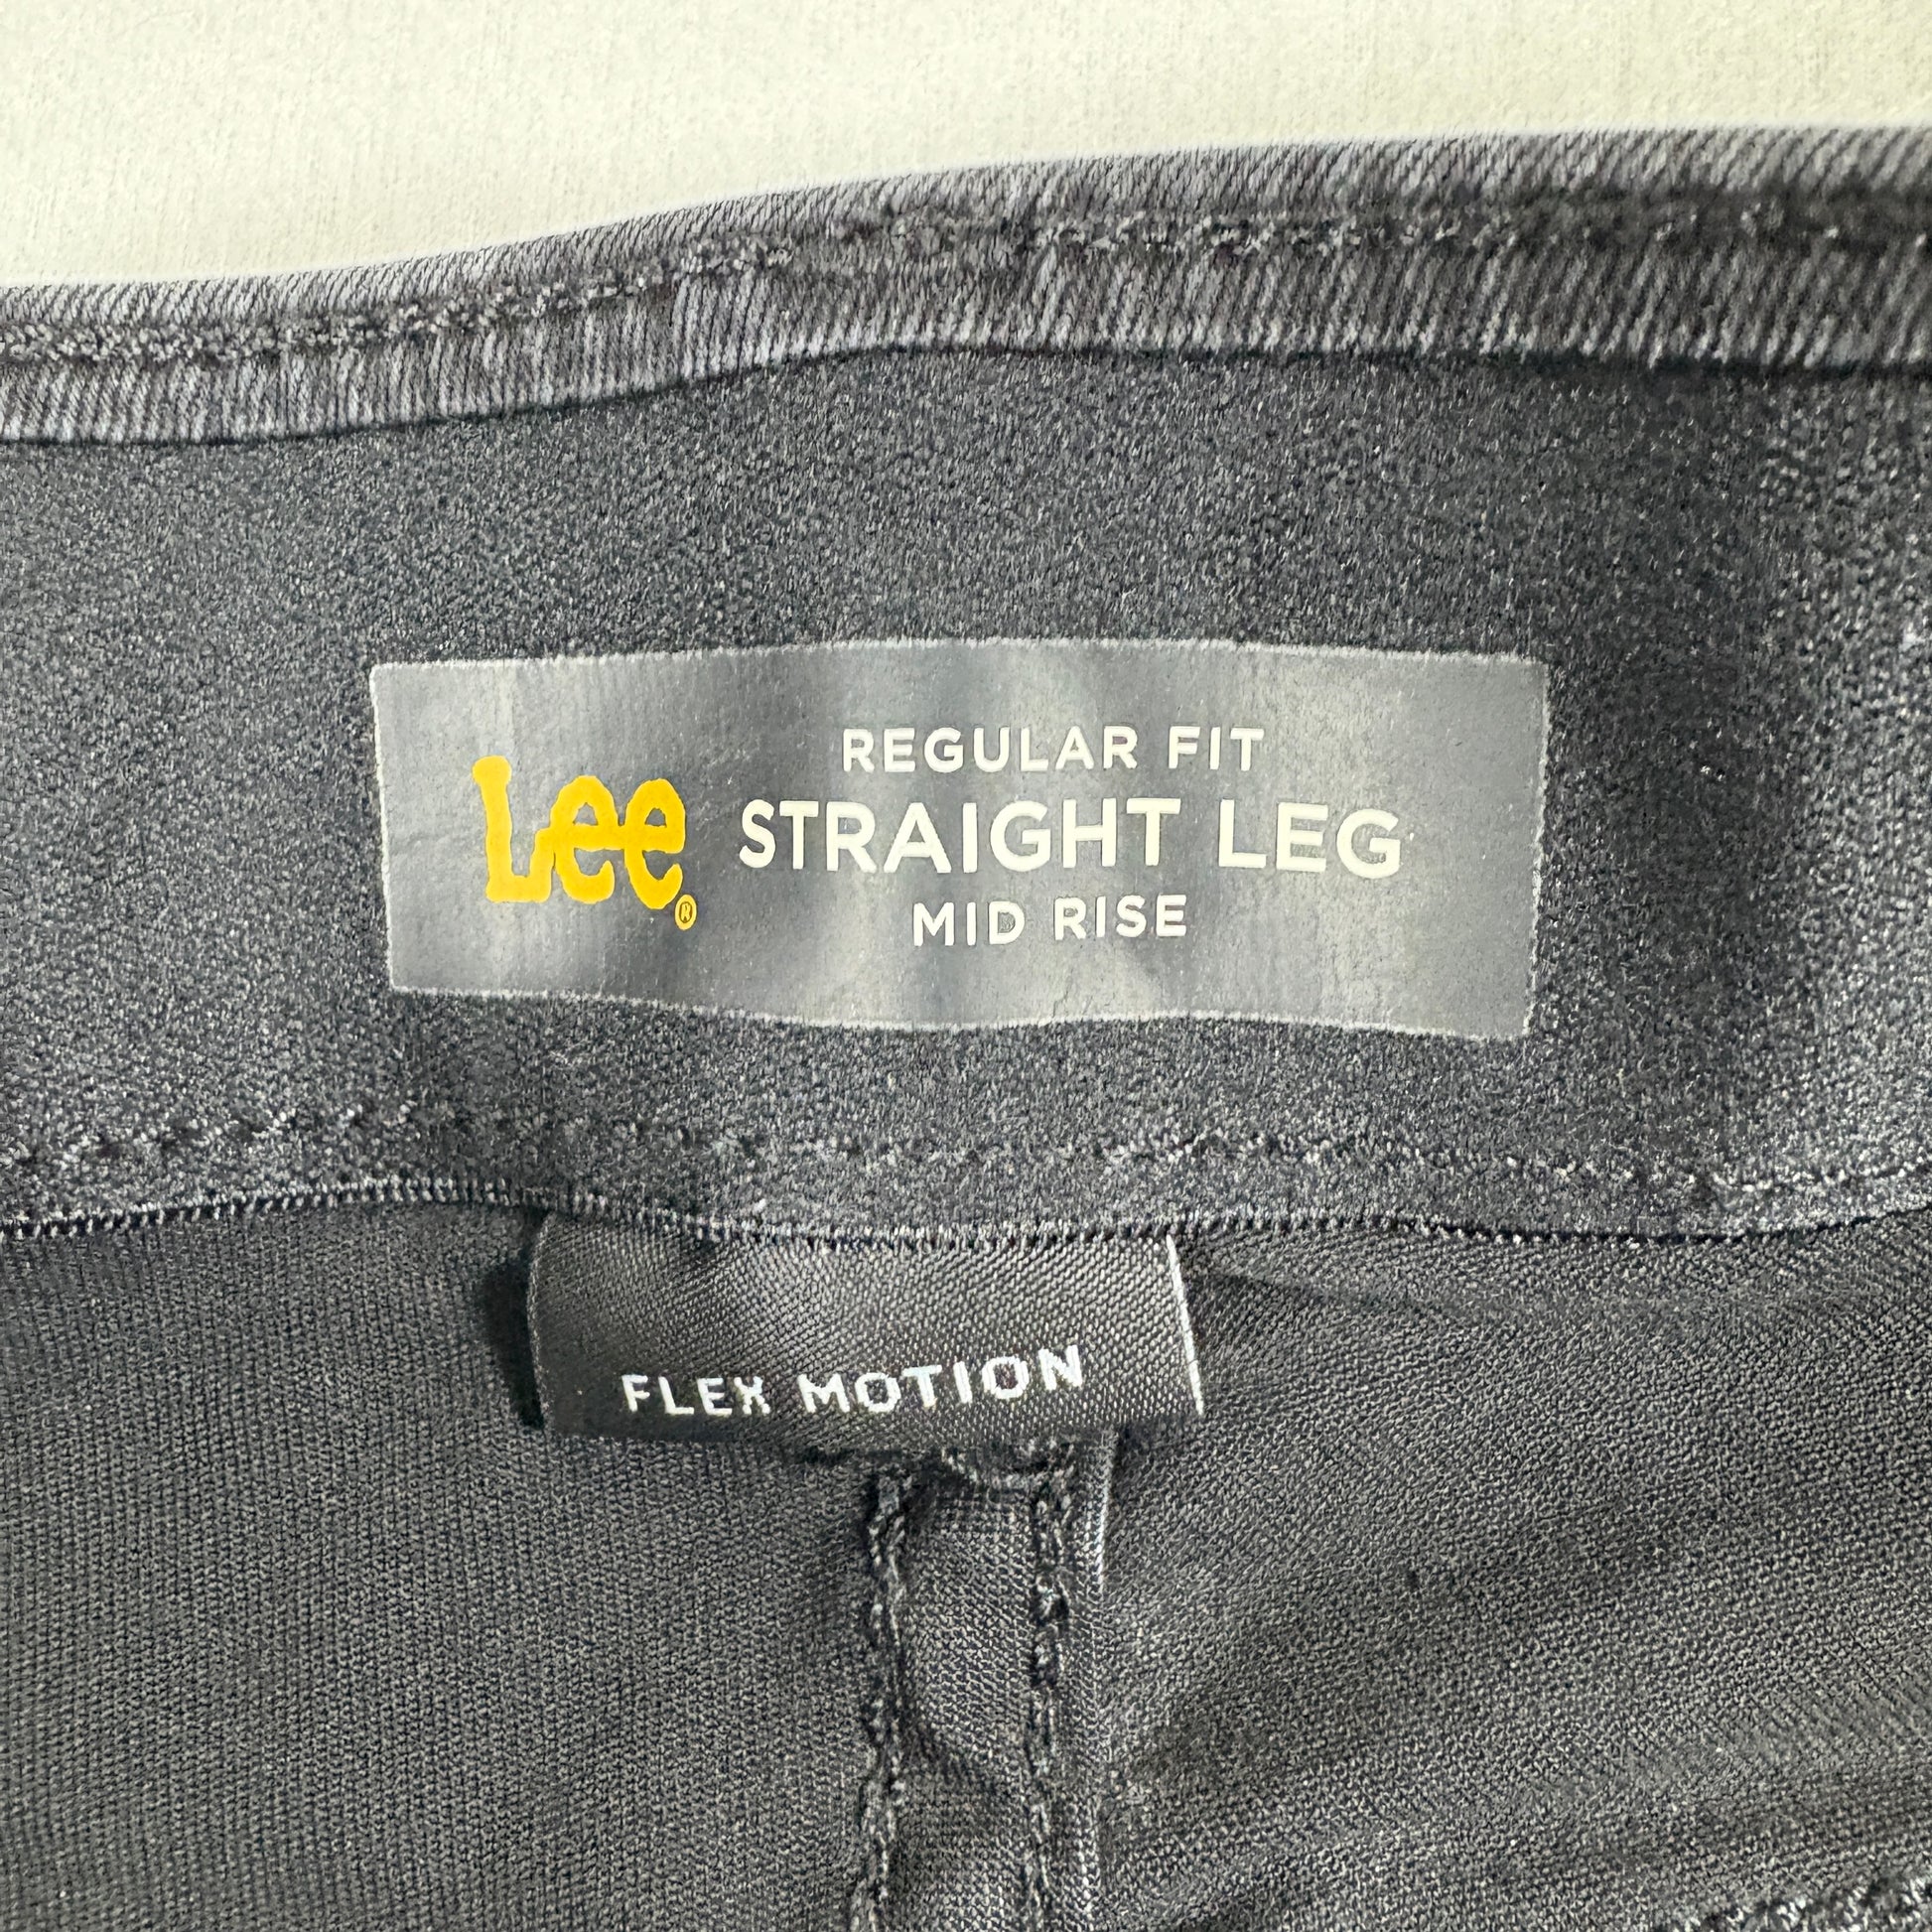 Lee®
REGULAR FIT
STRAIGHT LEG
MID RISE
FLEX MOTION